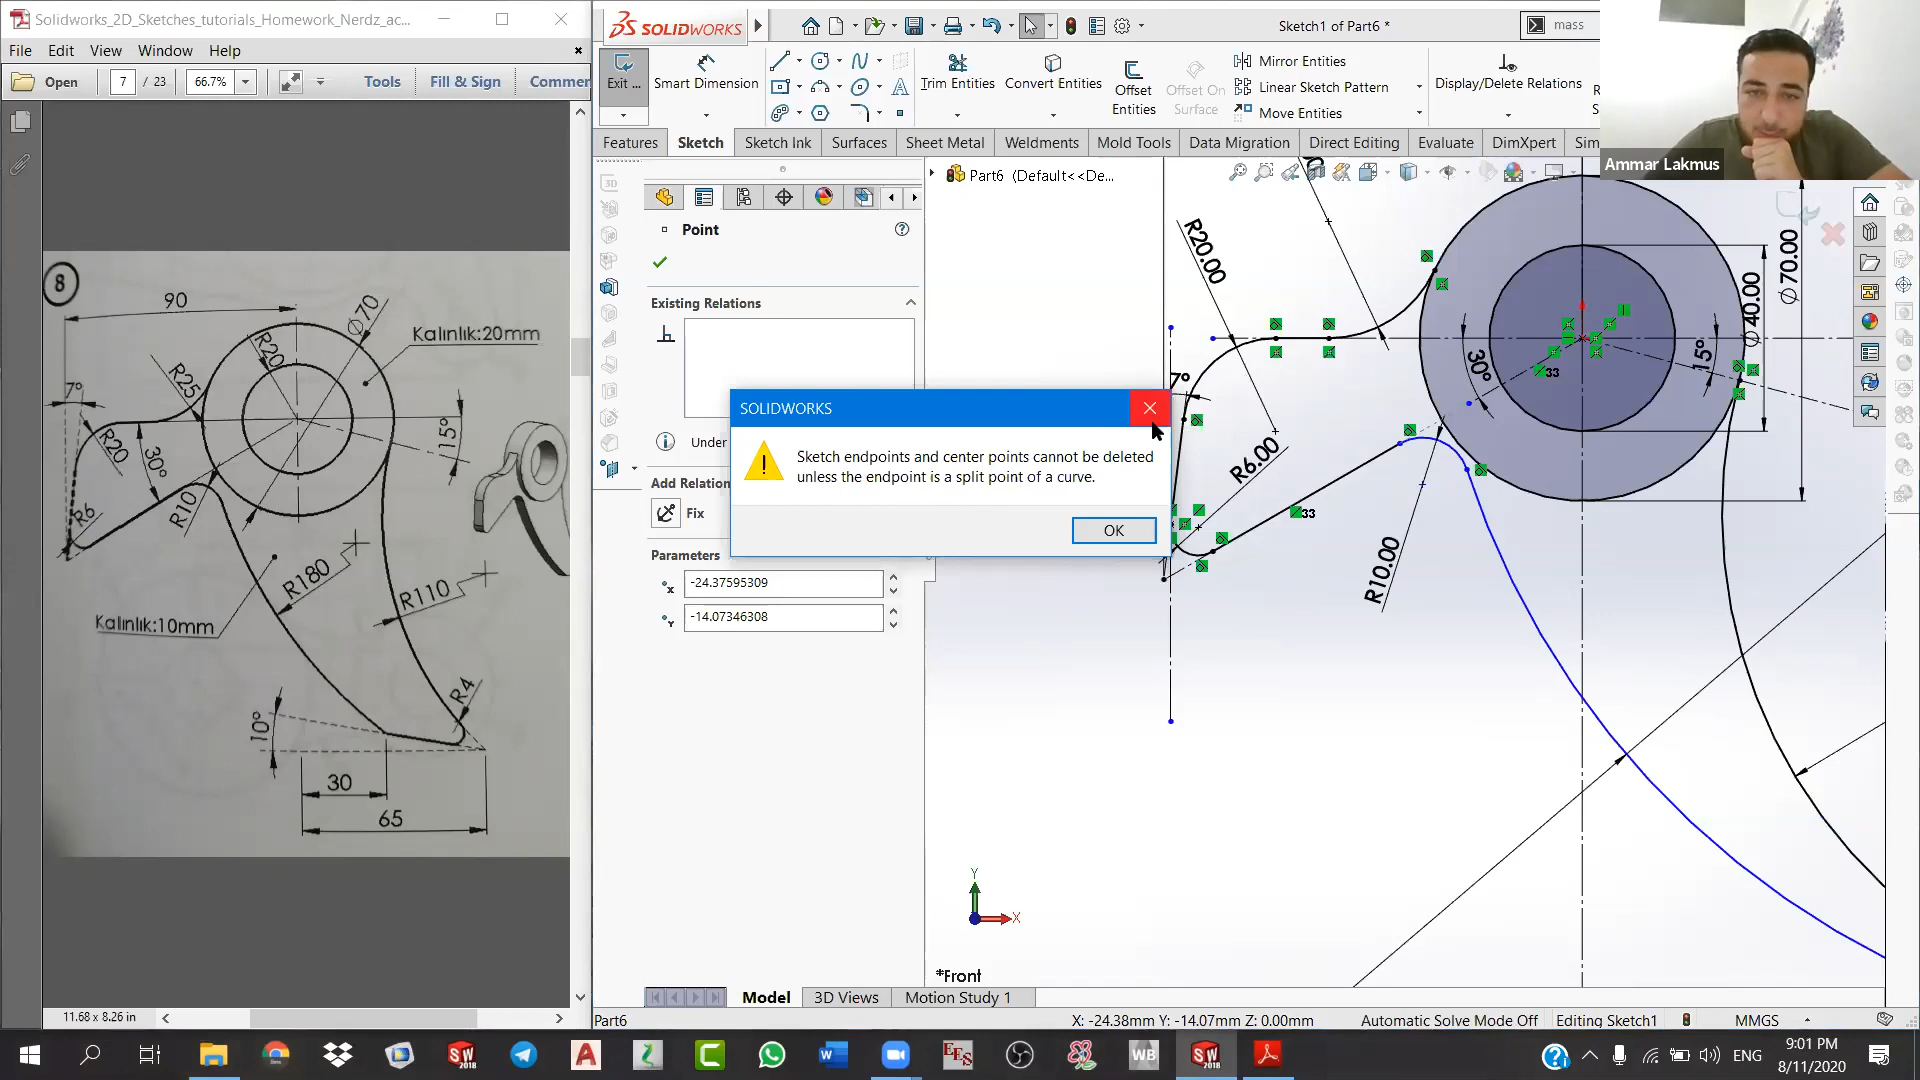 Solidworks_2D_Sketches_tutorials_Homework_Nerdz_ac...
File Edit View Window Help
Open 7 / 23 66.7% Tools Fill & Sign Commer
8
90
Ø70
Kalınlık:20mm
R20
R25
7°
R20
30°
15°
R6
R10
R180
R110
Kalınlık:10mm
R4
10°
30
65
11.68 x 8.26 in
SOLIDWORKS
Sketch1 of Part6 *
mass
Exit ...
Smart Dimension
Trim Entities
Convert Entities
Offset Entities
Offset On Surface
Mirror Entities
Linear Sketch Pattern
Move Entities
Display/Delete Relations
Features Sketch Sketch Ink Surfaces Sheet Metal Weldments Mold Tools Data Migration Direct Editing Evaluate DimXpert Sim
Ammar Lakmus
Part6 (Default<<De...
Point
Existing Relations
Under
Add Relation
Fix
Parameters
-24.37595309
-14.07346308
SOLIDWORKS
Sketch endpoints and center points cannot be deleted
unless the endpoint is a split point of a curve.
OK
R20.00
Ø 70.00
Ø 40.00
30°
15°
33
7°
R6.00
33
R10.00
Y
X
*Front
Model 3D Views Motion Study 1
Part6
X: -24.38mm Y: -14.07mm Z: 0.00mm
Automatic Solve Mode Off
Editing Sketch1
MMGS
ENG
9:01 PM
8/11/2020